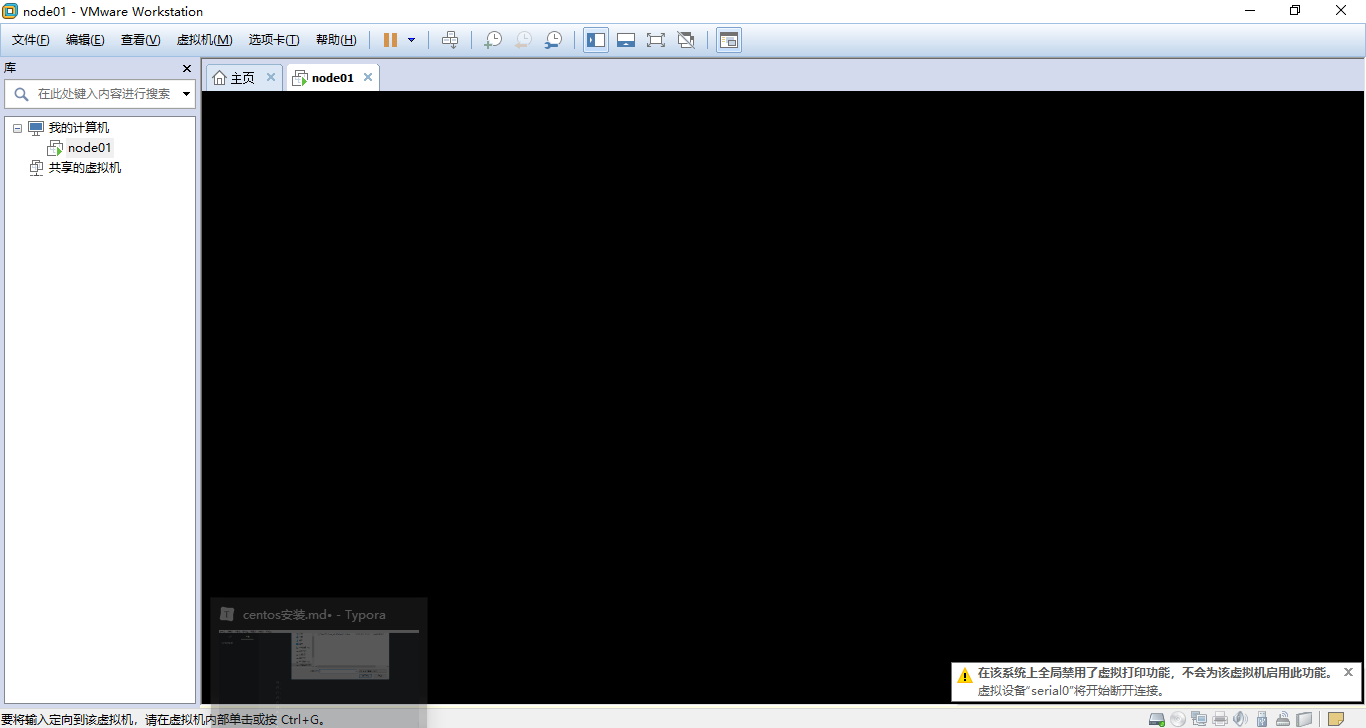 node01 - VMware Workstation
文件(F) 编辑(E) 查看(V) 虚拟机(M) 选项卡(T) 帮助(H)
库
在此处键入内容进行搜索
我的计算机
node01
共享的虚拟机
主页
node01
centos安装.md• - Typora
在该系统上全局禁用了虚拟打印功能，不会为该虚拟机启用此功能。
虚拟设备“serial0”将开始断开连接。
要将输入定向到该虚拟机，请在虚拟机内部单击或按 Ctrl+G。